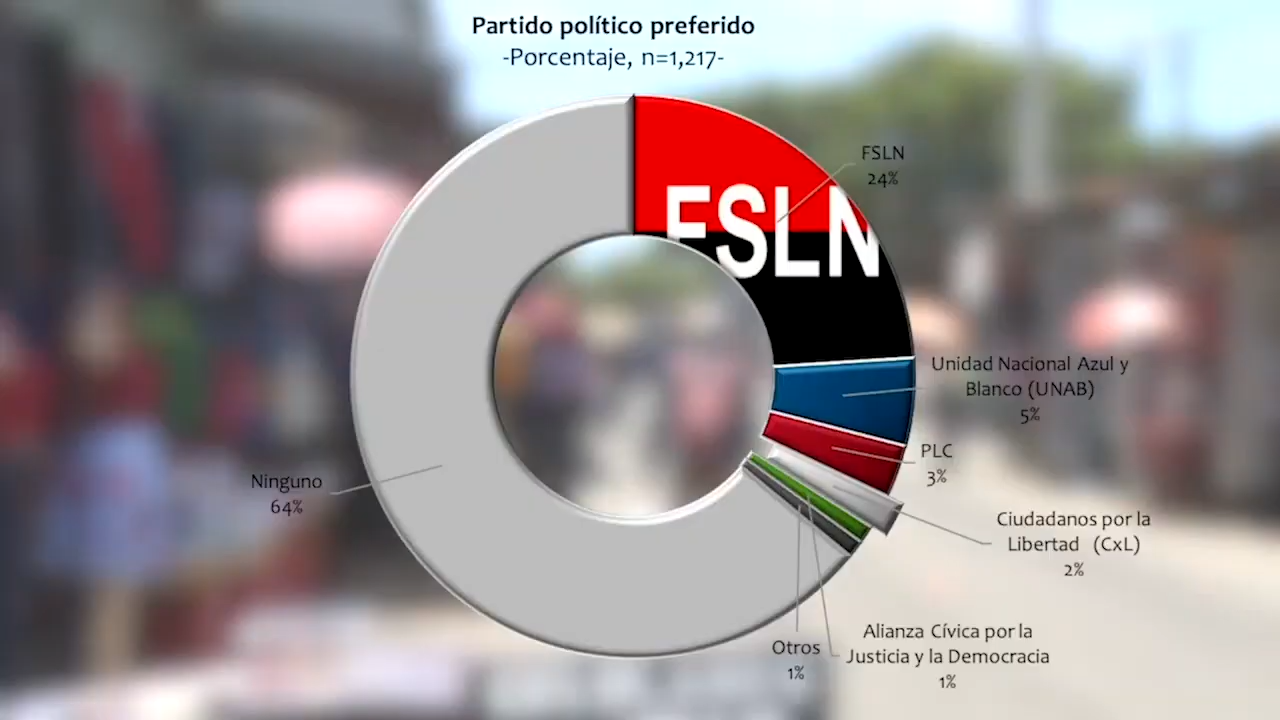 Partido político preferido
-Porcentaje, n=1,217-
FSLN
24%
FSLN
Unidad Nacional Azul y
Blanco (UNAB)
5%
PLC
3%
Ninguno
64%
Ciudadanos por la
Libertad (CxL)
2%
Alianza Cívica por la
Justicia y la Democracia
1%
Otros
1%